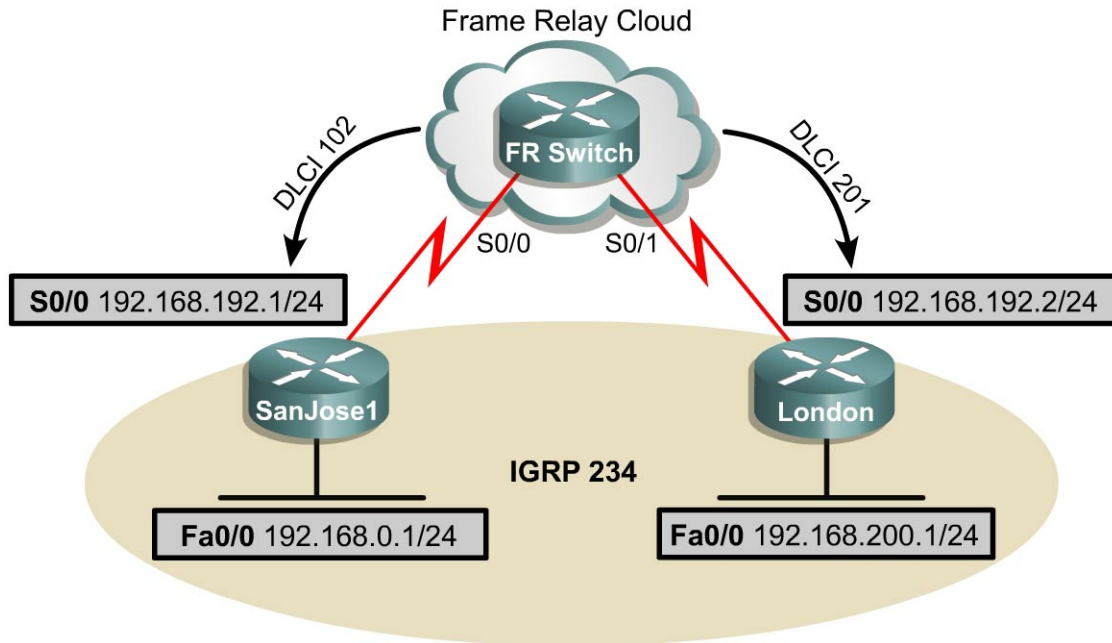 Frame Relay Cloud
FR Switch
DLCI 102
DLCI 201
S0/0
S0/1
S0/0 192.168.192.1/24
S0/0 192.168.192.2/24
SanJose1
London
IGRP 234
Fa0/0 192.168.0.1/24
Fa0/0 192.168.200.1/24